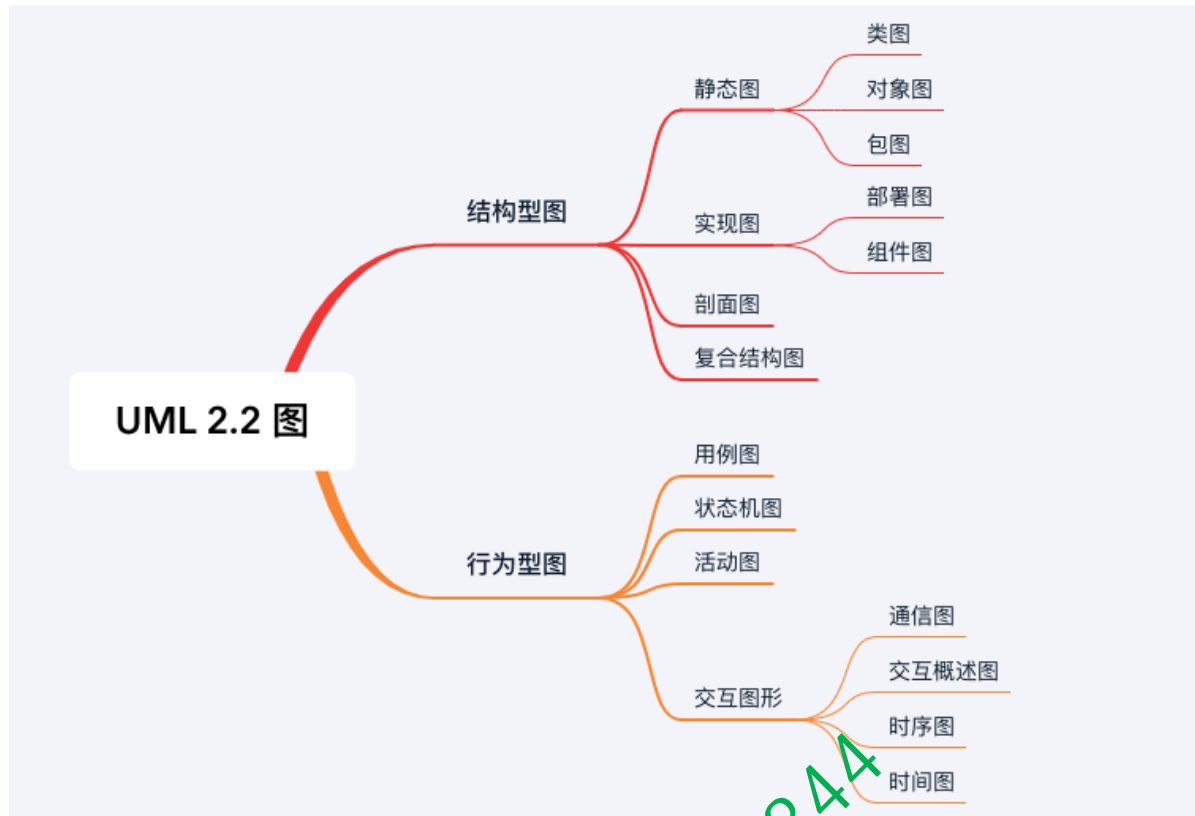 UML 2.2 图
结构型图
静态图
类图
对象图
包图
实现图
部署图
组件图
剖面图
复合结构图
行为型图
用例图
状态机图
活动图
交互图形
通信图
交互概述图
时序图
时间图
244